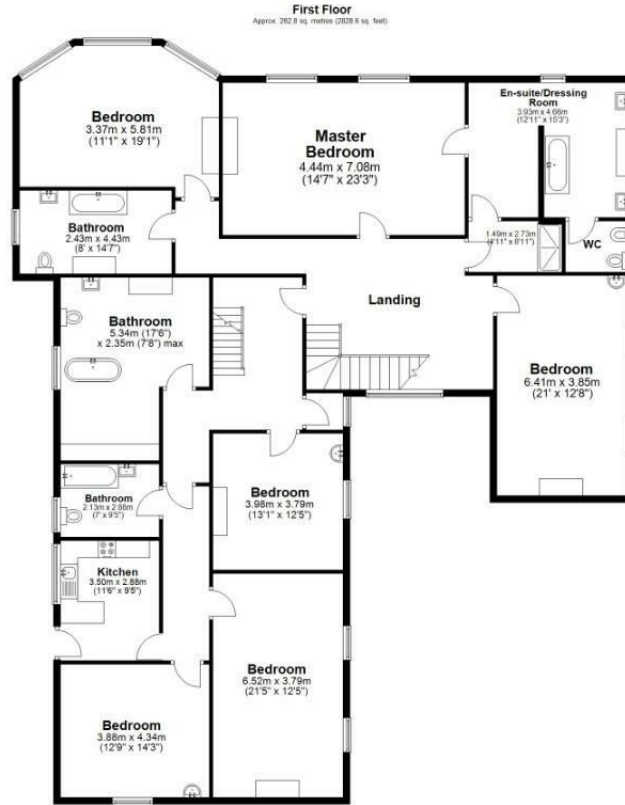 First Floor
Approx. 262.8 sq. metres (2828.6 sq. feet)
Bedroom
3.37m x 5.81m
(11'1" x 19'1")
Master
Bedroom
4.44m x 7.08m
(14'7" x 23'3")
En-suite/Dressing
Room
3.93m x 4.66m
(12'11" x 15'3")
Bathroom
2.43m x 4.43m
(8' x 14'7")
1.49m x 2.73m
(4'11" x 8'11")
WC
Bathroom
5.34m (17'6")
x 2.35m (7'8") max
Landing
Bedroom
6.41m x 3.85m
(21' x 12'8")
Bathroom
2.13m x 2.88m
(7' x 9'5")
Bedroom
3.98m x 3.79m
(13'1" x 12'5")
Kitchen
3.50m x 2.88m
(11'6" x 9'5")
Bedroom
6.52m x 3.79m
(21'5" x 12'5")
Bedroom
3.88m x 4.34m
(12'9" x 14'3")